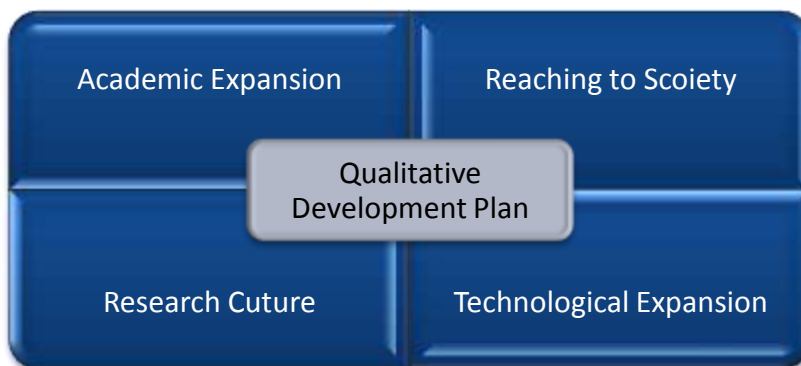 Academic Expansion
Reaching to Scoiety
Qualitative
Development Plan
Research Cuture
Technological Expansion